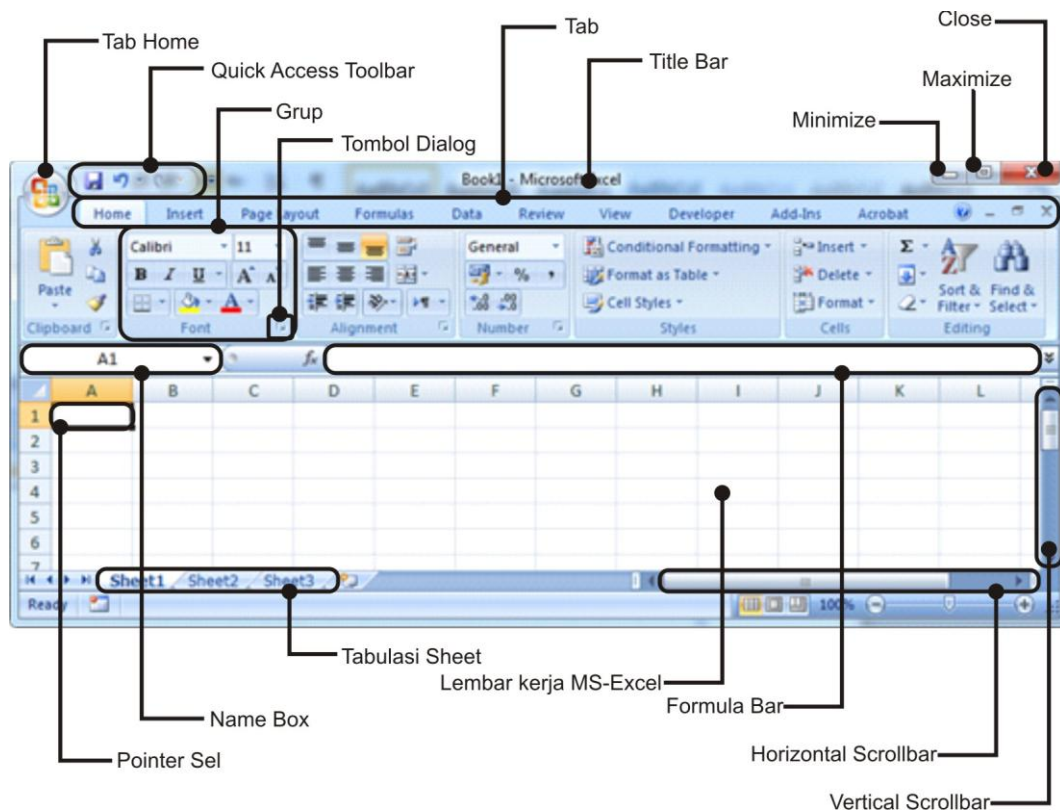 Close
Tab
Tab Home
Title Bar
Quick Access Toolbar
Maximize
Grup
Minimize
Tombol Dialog
Book1 - Microsoft Excel
Home Insert Page Layout Formulas Data Review View Developer Add-Ins Acrobat
Calibri 11 General Conditional Formatting Insert Σ
B I U A A % , Format as Table Delete
Paste A Cell Styles Format Sort & Filter Find & Select
Clipboard Font Alignment Number Styles Cells Editing
A1 fx
A B C D E F G H I J K L
1
2
3
4
5
6
7
Sheet1 Sheet2 Sheet3
Ready 100%
Tabulasi Sheet
Lembar kerja MS-Excel
Formula Bar
Name Box
Horizontal Scrollbar
Pointer Sel
Vertical Scrollbar